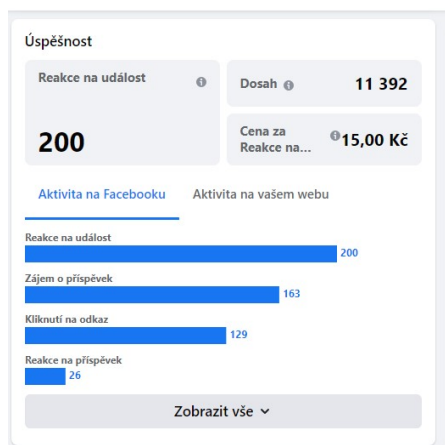 Úspěšnost
Reakce na událost
200
Dosah
11 392
Cena za
Reakce na...
15,00 Kč
Aktivita na Facebooku
Aktivita na vašem webu
Reakce na událost
200
Zájem o příspěvek
163
Kliknutí na odkaz
129
Reakce na příspěvek
26
Zobrazit vše